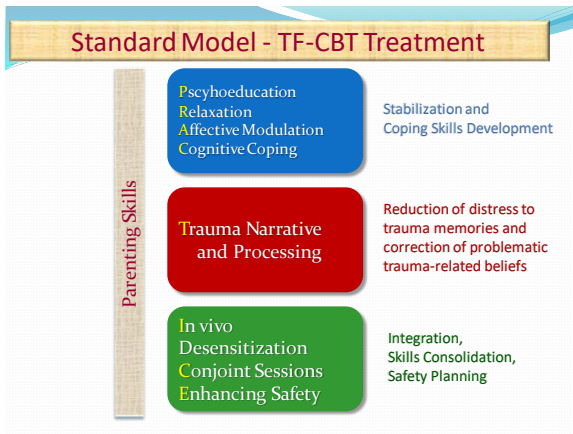 Standard Model - TF-CBT Treatment
Parenting Skills
Pscyhoeducation
Relaxation
Affective Modulation
Cognitive Coping
Stabilization and
Coping Skills Development
Trauma Narrative
and Processing
Reduction of distress to
trauma memories and
correction of problematic
trauma-related beliefs
In vivo
Desensitization
Conjoint Sessions
Enhancing Safety
Integration,
Skills Consolidation,
Safety Planning